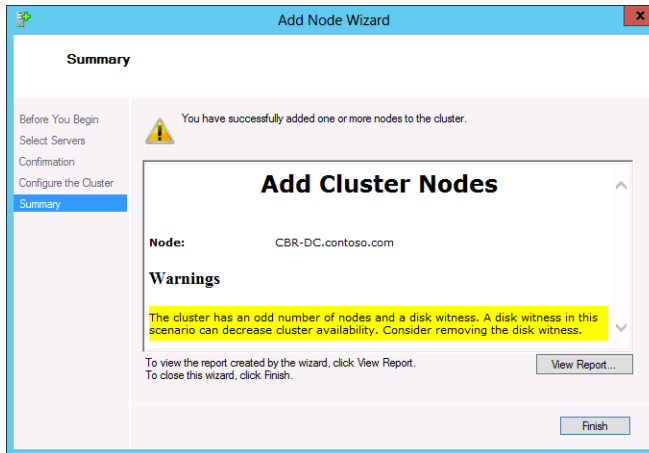 Add Node Wizard
x
Summary
Before You Begin
Select Servers
Confirmation
Configure the Cluster
Summary
You have successfully added one or more nodes to the cluster.
Add Cluster Nodes
Node: CBR-DC.contoso.com
Warnings
The cluster has an odd number of nodes and a disk witness. A disk witness in this
scenario can decrease cluster availability. Consider removing the disk witness.
To view the report created by the wizard, click View Report.
To close this wizard, click Finish.
View Report...
Finish